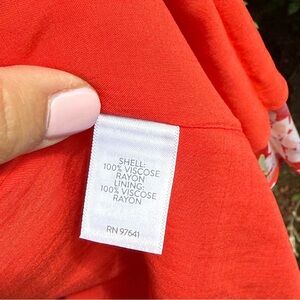 SHELL:
100% VISCOSE
RAYON
LINING:
100% VISCOSE
RAYON
RN 97641